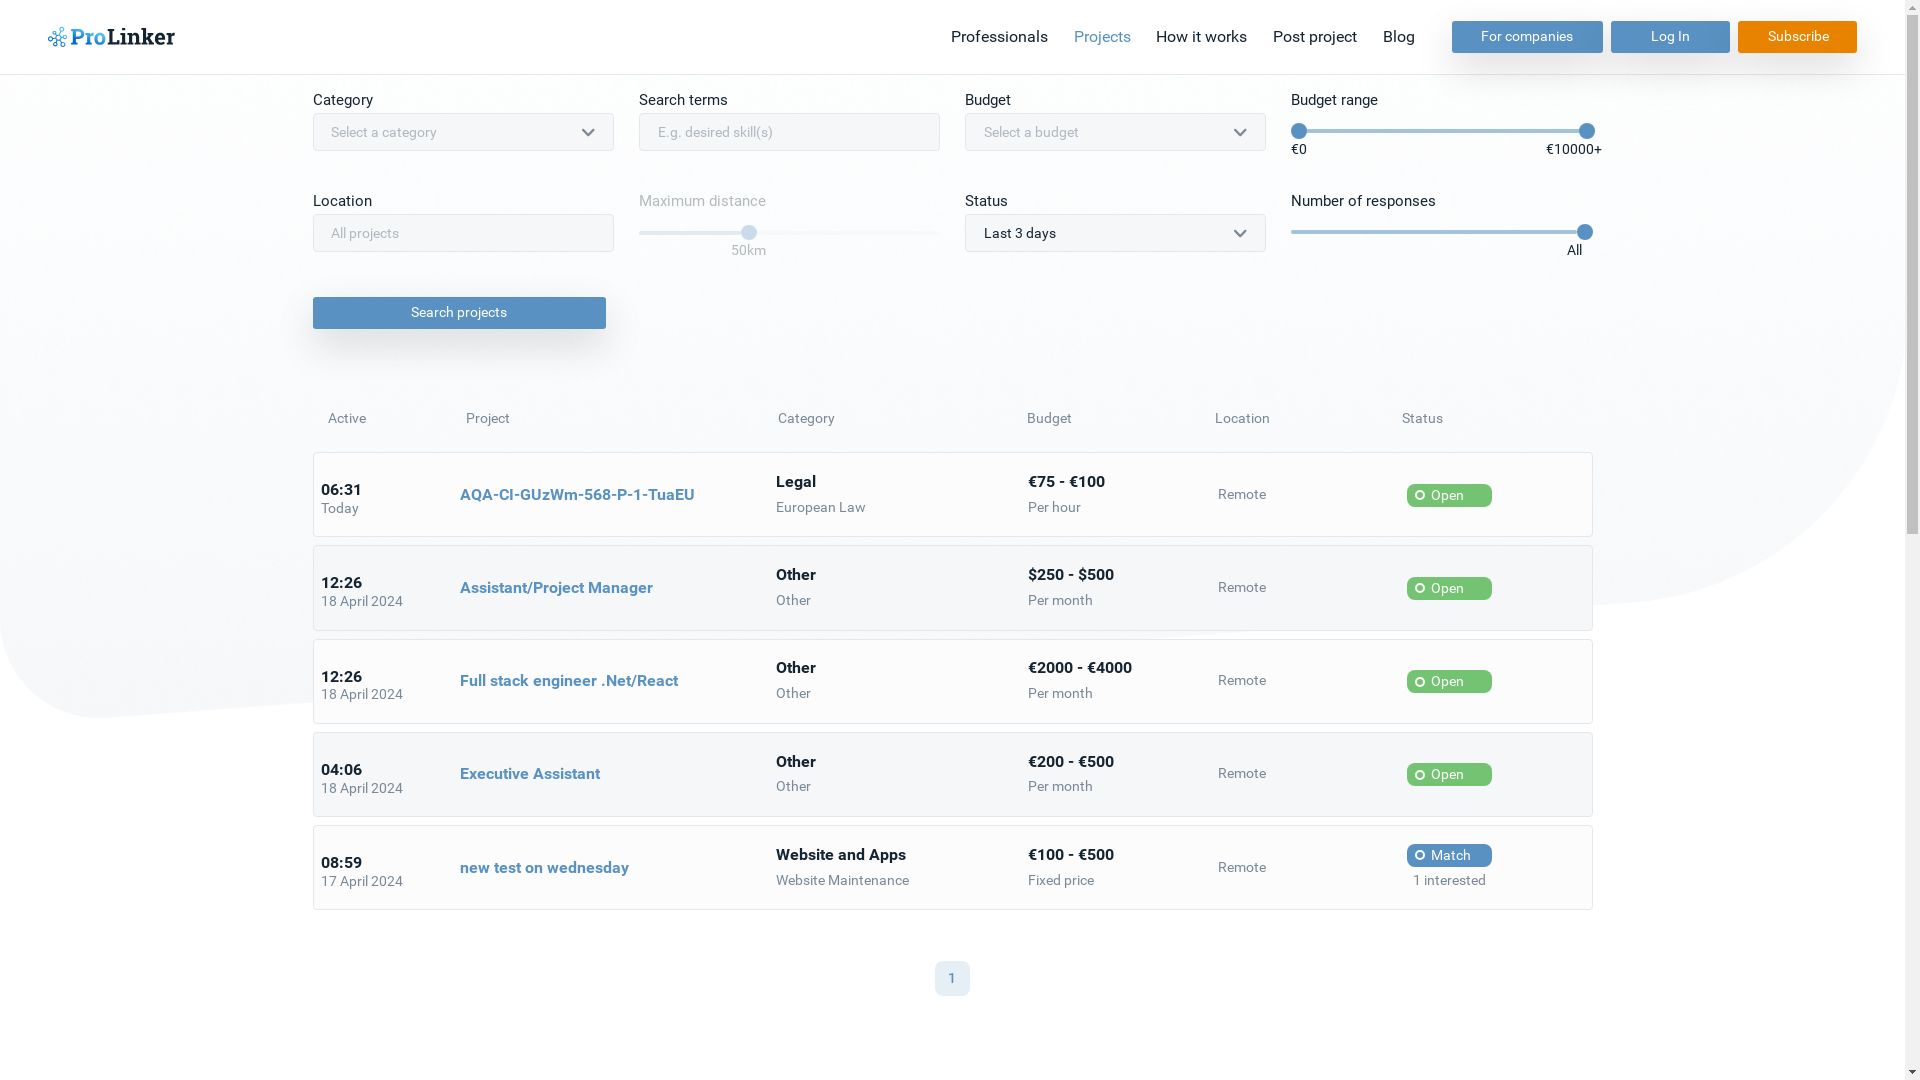 ProLinker
Professionals
Projects
How it works
Post project
Blog
For companies
Log In
Subscribe
Category
Search terms
Budget
Budget range
Select a category
E.g. desired skill(s)
Select a budget
€0
€10000+
Location
Maximum distance
Status
Number of responses
All projects
50km
Last 3 days
All
Search projects
Active
Project
Category
Budget
Location
Status
06:31
Today
AQA-CI-GUzWm-568-P-1-TuaEU
Legal
European Law
€75 - €100
Per hour
Remote
Open
12:26
18 April 2024
Assistant/Project Manager
Other
Other
$250 - $500
Per month
Remote
Open
12:26
18 April 2024
Full stack engineer .Net/React
Other
Other
€2000 - €4000
Per month
Remote
Open
04:06
18 April 2024
Executive Assistant
Other
Other
€200 - €500
Per month
Remote
Open
08:59
17 April 2024
new test on wednesday
Website and Apps
Website Maintenance
€100 - €500
Fixed price
Remote
Match
1 interested
1